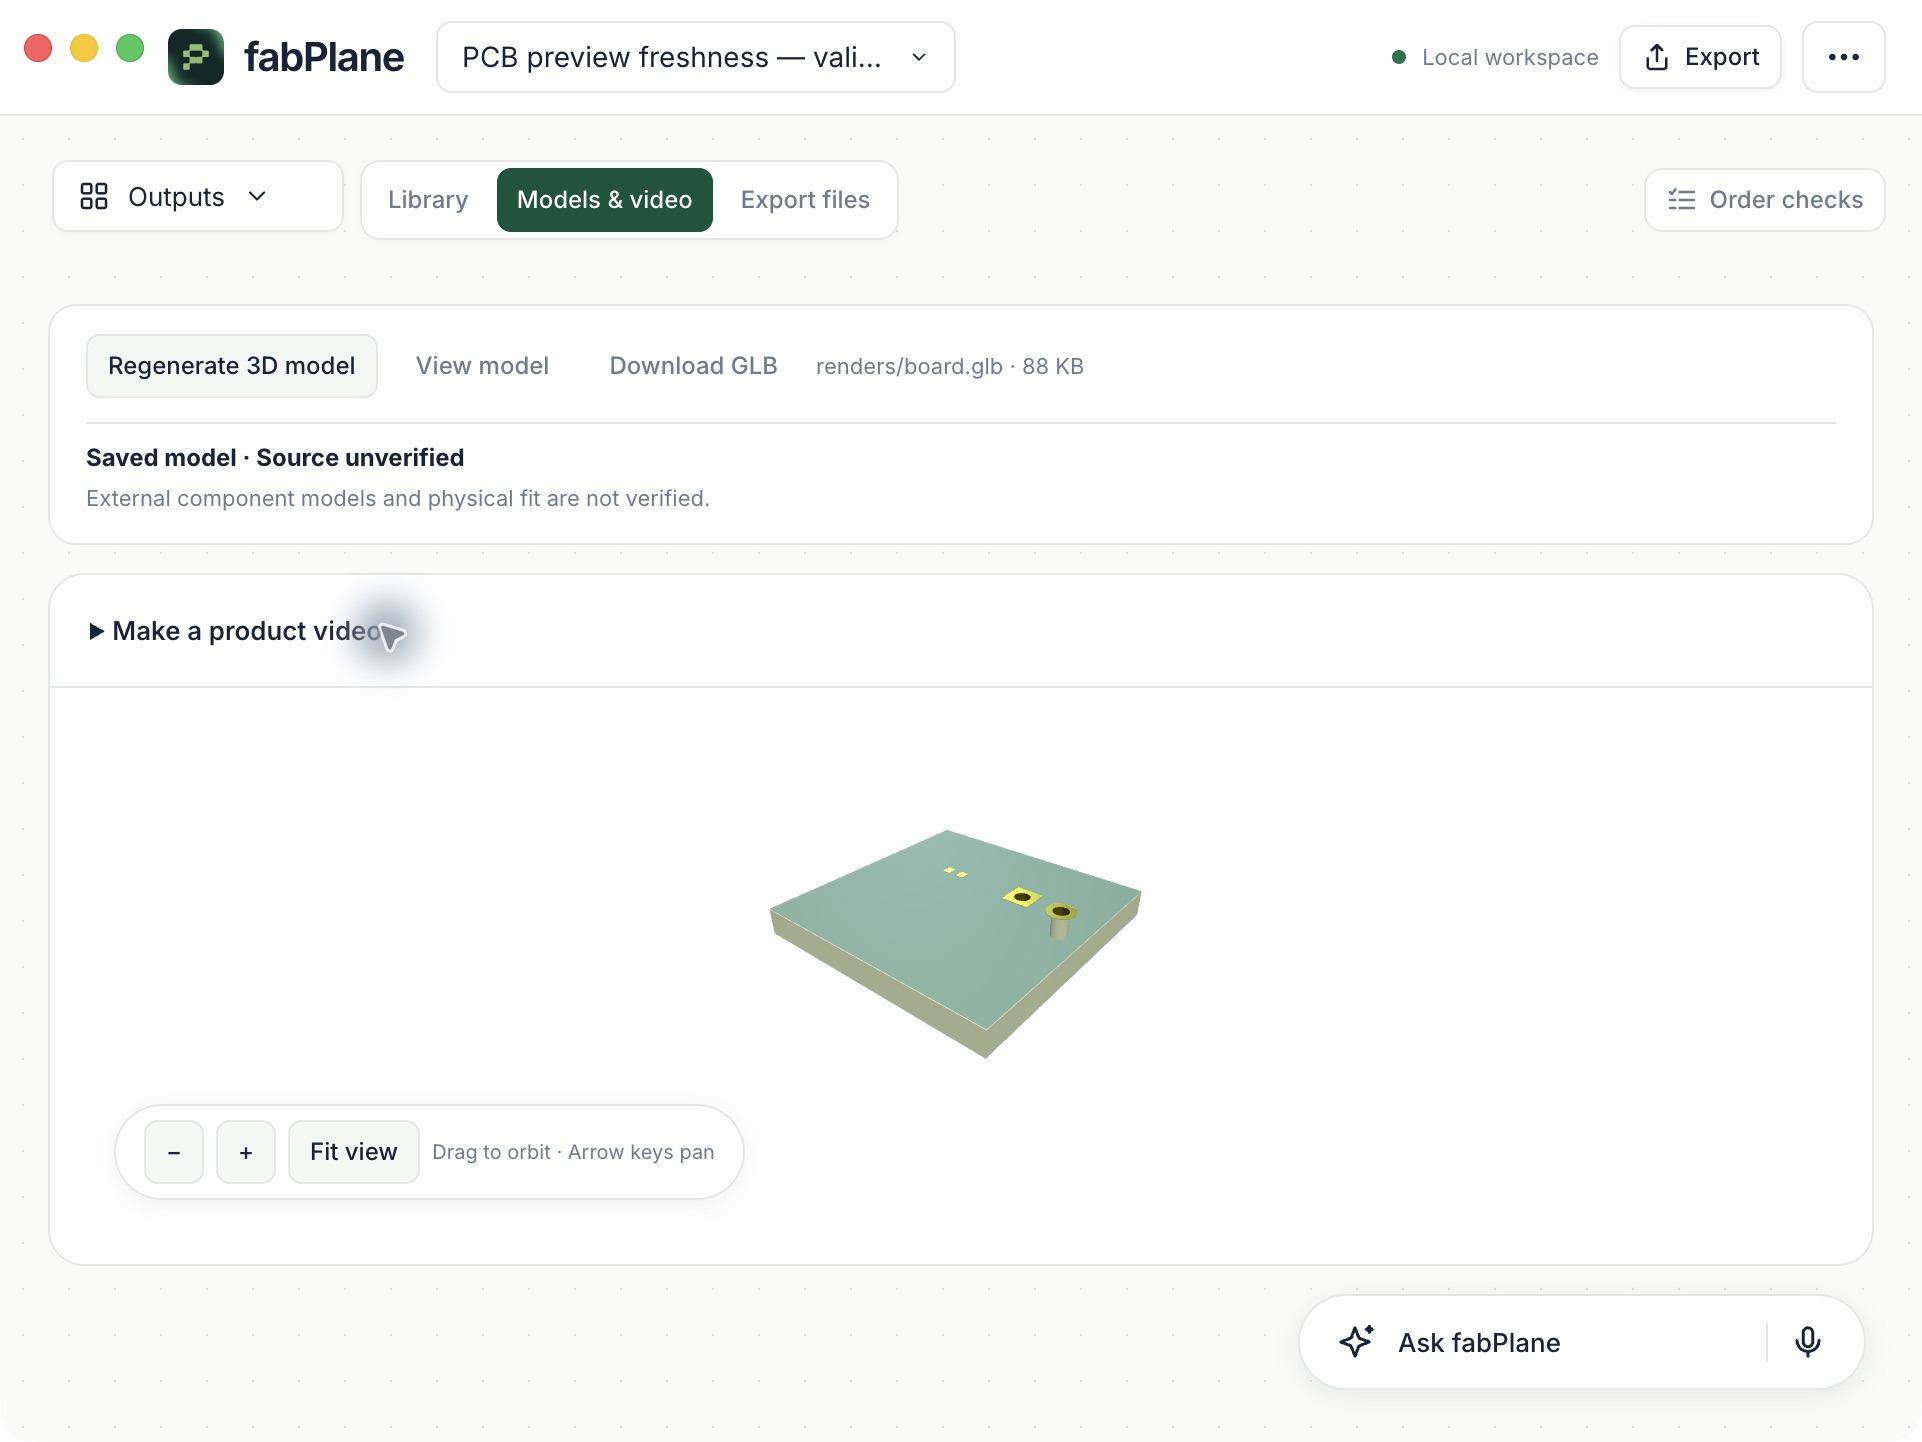 fabPlane
PCB preview freshness — vali...
Local workspace
Export
Outputs
Library
Models & video
Export files
Order checks
Regenerate 3D model
View model
Download GLB
renders/board.glb · 88 KB
Saved model · Source unverified
External component models and physical fit are not verified.
Make a product video
−
+
Fit view
Drag to orbit · Arrow keys pan
Ask fabPlane